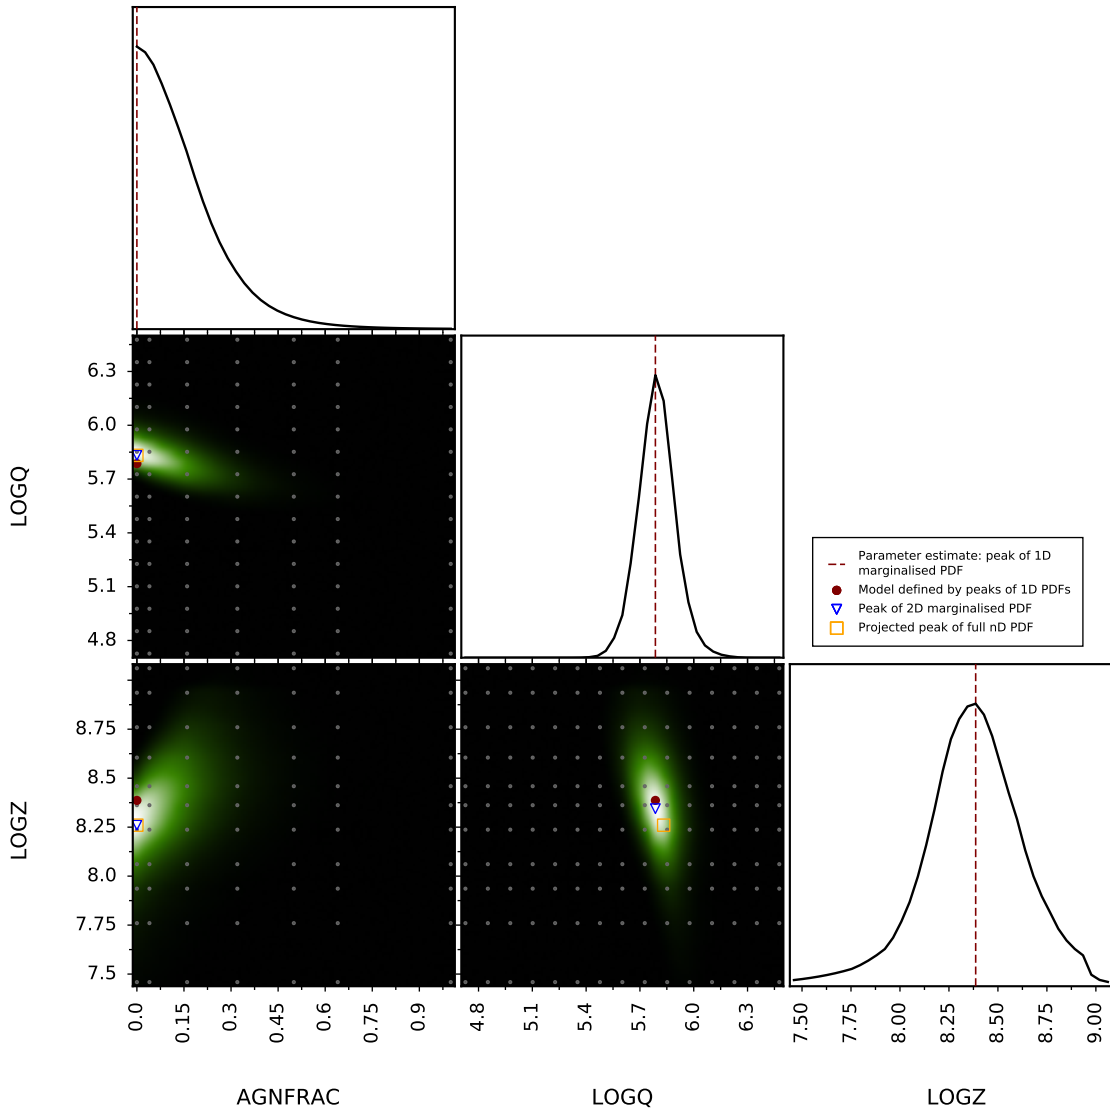 6.3
6.0
5.7
5.4
5.1
4.8
LOGQ
Parameter estimate: peak of 1D
marginalised PDF
Model defined by peaks of 1D PDFs
Peak of 2D marginalised PDF
Projected peak of full nD PDF
8.75
8.5
8.25
8.0
7.75
7.5
LOGZ
0.0 0.15 0.3 0.45 0.6 0.75 0.9
4.8 5.1 5.4 5.7 6.0 6.3
7.50 7.75 8.00 8.25 8.50 8.75 9.00
AGNFRAC LOGQ LOGZ